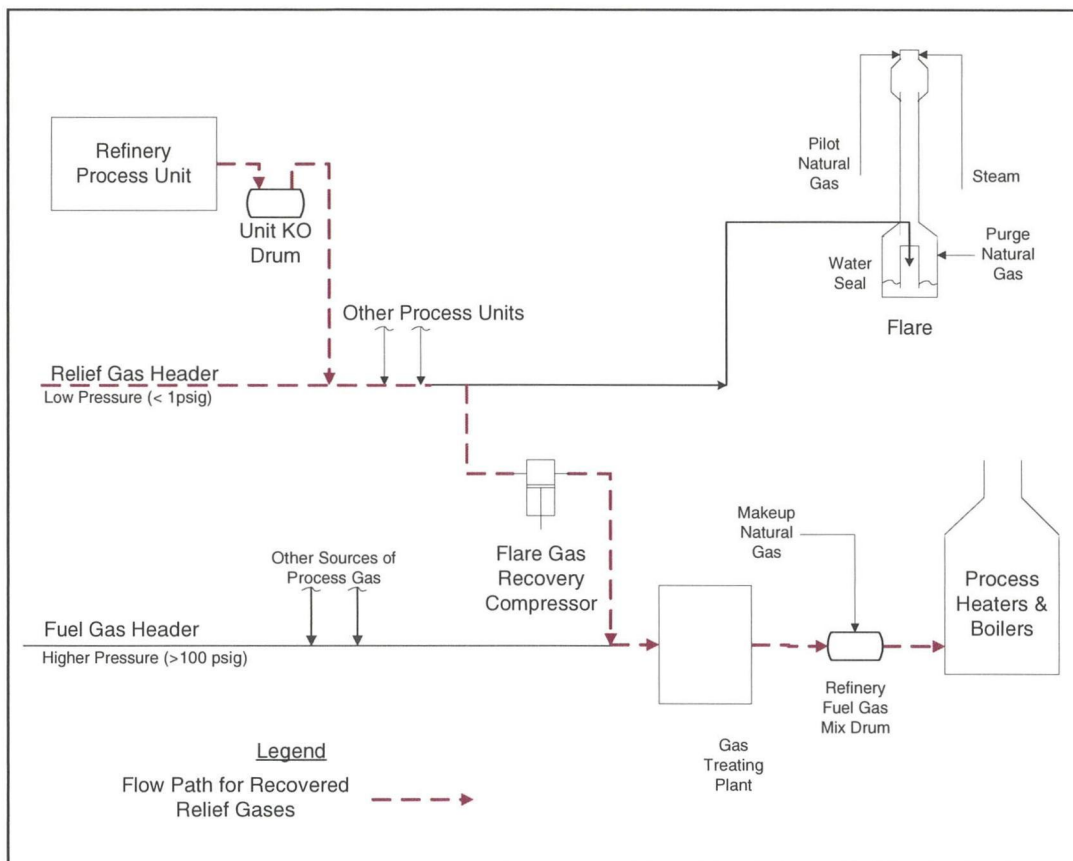 Refinery
Process Unit
Unit KO
Drum
Pilot
Natural
Gas
Steam
Water
Seal
Purge
Natural
Gas
Flare
Other Process Units
Relief Gas Header
Low Pressure (< 1psig)
Flare Gas
Recovery
Compressor
Makeup
Natural
Gas
Process
Heaters &
Boilers
Other Sources of
Process Gas
Fuel Gas Header
Higher Pressure (>100 psig)
Refinery
Fuel Gas
Mix Drum
Gas
Treating
Plant
Legend
Flow Path for Recovered
Relief Gases